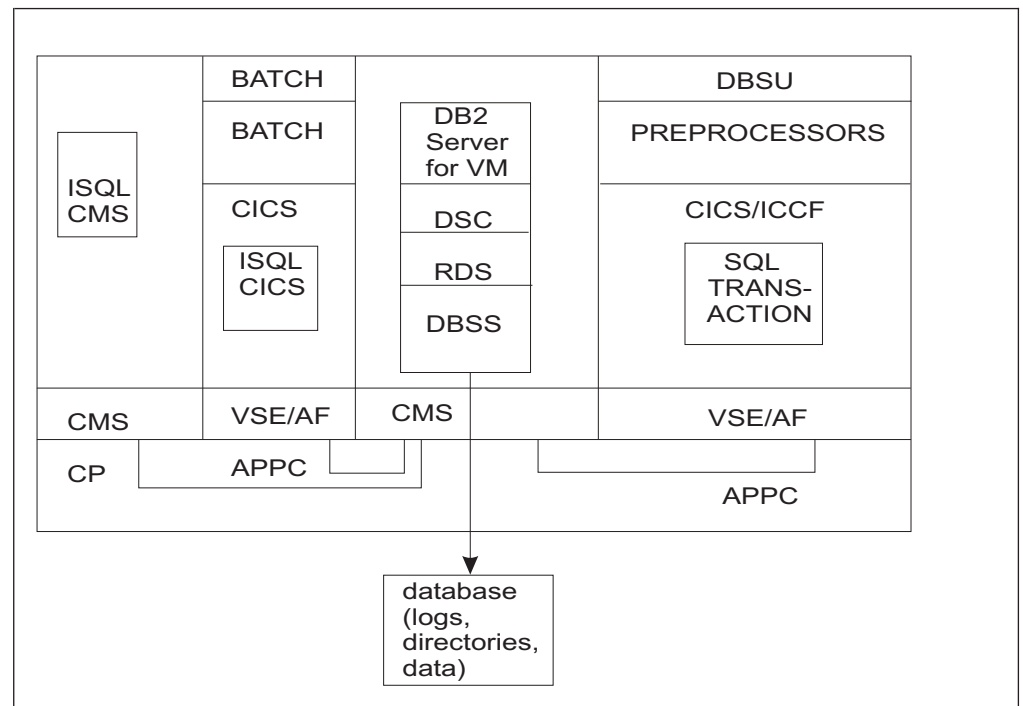 BATCH
DBSU
BATCH
DB2
Server
for VM
PREPROCESSORS
ISQL
CMS
CICS
DSC
CICS/ICCF
ISQL
CICS
RDS
SQL
TRANS-
ACTION
DBSS
CMS
VSE/AF
CMS
VSE/AF
CP
APPC
APPC
database
(logs,
directories,
data)